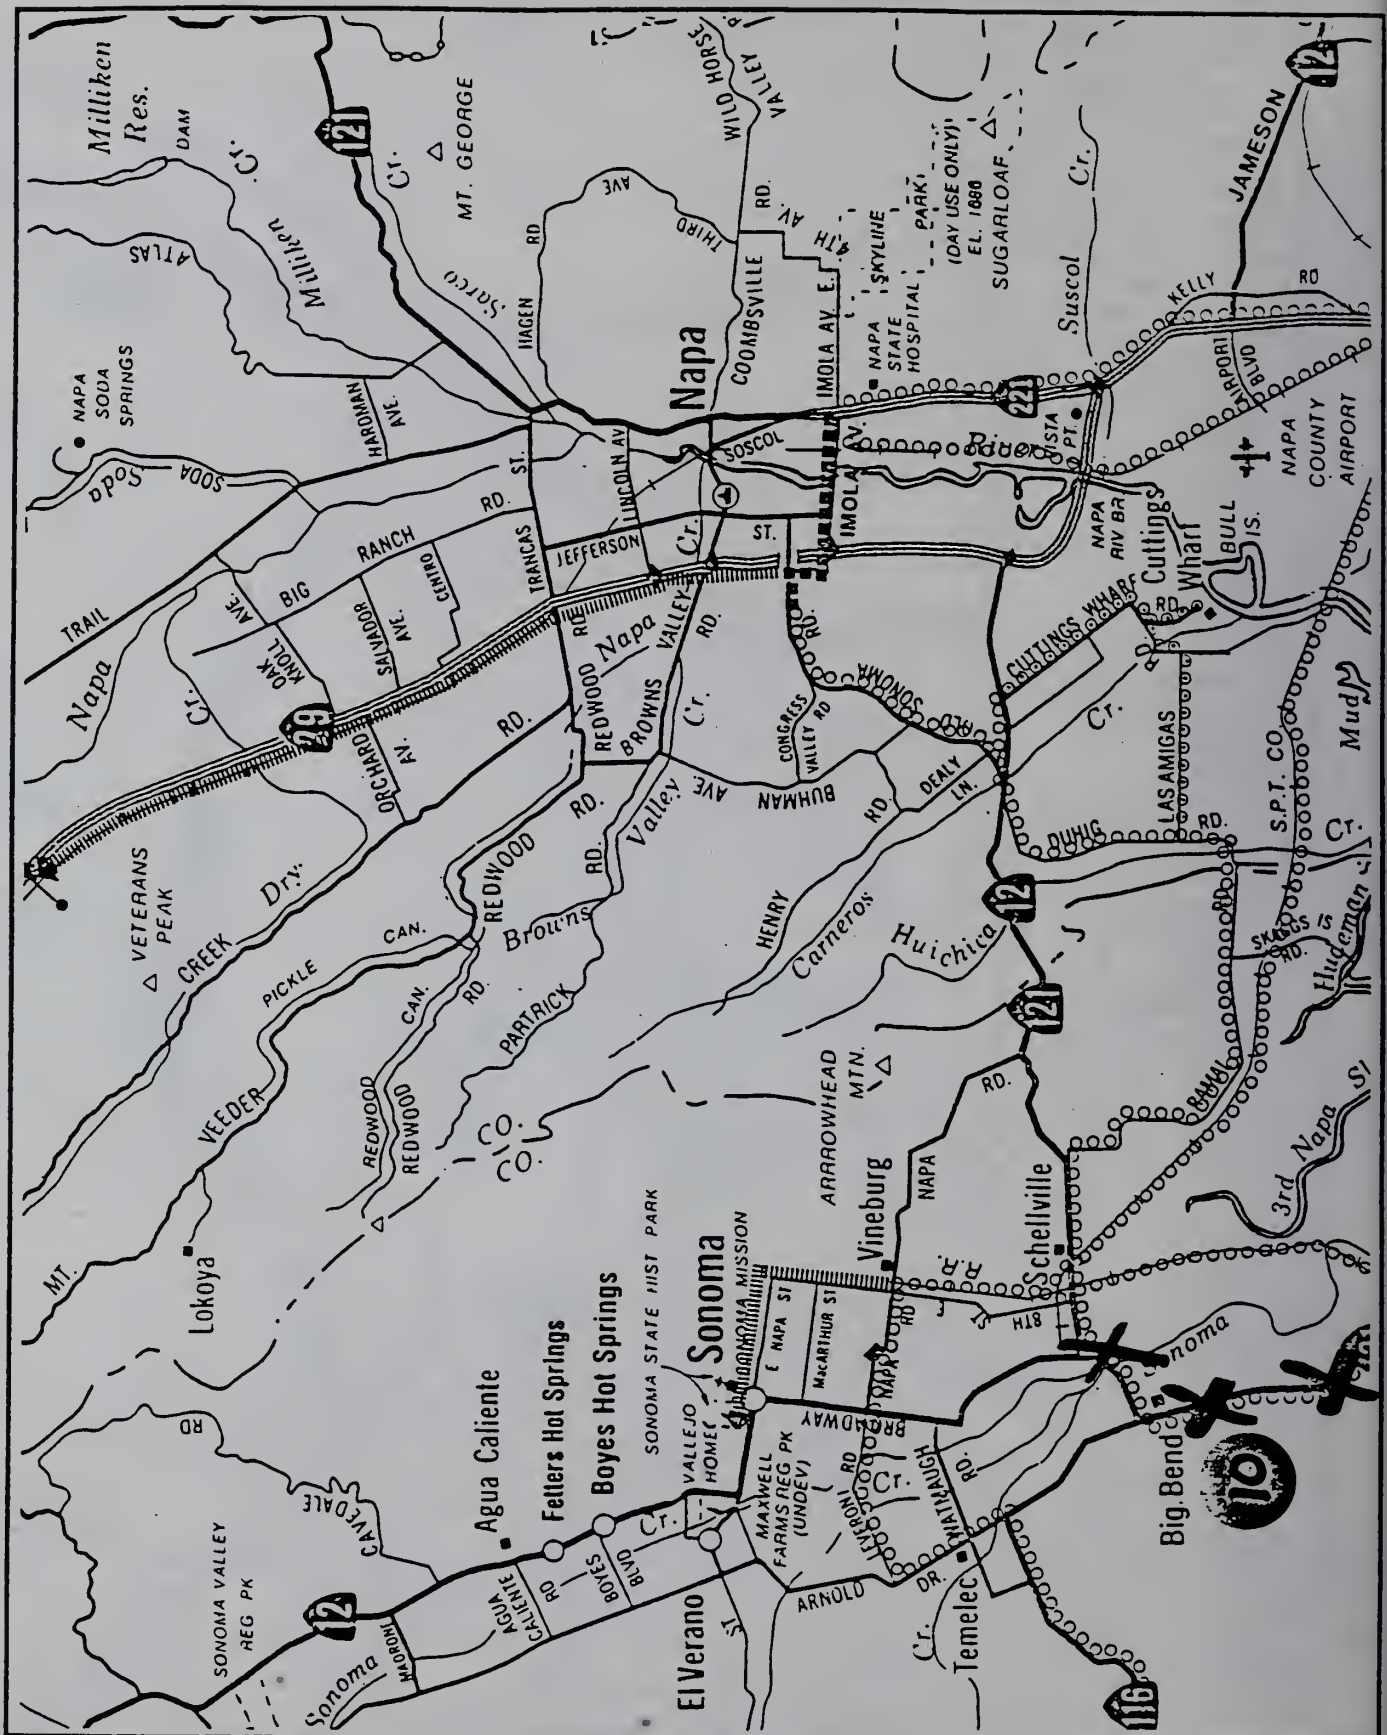 Milliken
Res.
DAM
Cr.
121
Cr.
MT. GEORGE
WILD HORSE
VALLEY
12
JAMESON
ATLAS
Milliken
Sarco
HAGEN
RD
AVE
THIRD
RD.
4TH
AV.
SKYLINE
PARK
(DAY USE ONLY)
EL. 1686
SUGARLOAF
Suscol
Cr.
KELLY
RD
NAPA
SODA
SPRINGS
Soda
SODA
HARDMAN
AVE.
Napa
COOMBSVILLE
IMOLA AV. E.
NAPA
STATE
HOSPITAL
221
AIRPORT
BLVD
TRAIL
Napa
Cr.
AVE.
OAK
KNOLL
BIG
RANCH
RD.
SALVADOR
AVE.
CENTRO
ST.
TRANCAS
LINCOLN AV
JEFFERSON
Cr.
SOSCOL
ST.
IMOLA
AV.
River
VISTA
PT.
NAPA
RIV BR
NAPA
COUNTY
AIRPORT
29
ORCHARD
AV.
RD.
RD.
REDWOOD
Napa
VALLEY
BROWNS
RD.
Cr.
CONGRESS
VALLEY
RD
RD.
OLD
SONOMA
CUTTINGS WHARF
RD.
Cuttings
Wharf
BULL
IS.
VETERANS
PEAK
Dry
CREEK
PICKLE
CAN.
REDWOOD
RD.
Valley
Browns
RD.
AVE
BUHMAN
RD.
DEALY
LN.
HENRY
Carneros
Cr.
RD.
LAS AMIGAS
RD.
DUHIG
S.P.T. CO.
Mud
Cr.
12
Huichica
121
RD.
SKAGGS IS
RD.
Hudeman Sl
MT.
VEEDER
REDWOOD
CAN.
REDWOOD
RD.
PARTRICK
CO.
CO.
ARRROWHEAD
MTN.
RD.
NAPA
RAMAL
3rd
Napa
Sl
Lokoya
SONOMA STATE HIST PARK
Sonoma
SONOMA MISSION
E NAPA ST
MacARTHUR ST
Vineburg
Schellville
R.R.
8TH
ST
RD
NAPA
BROADWAY
Sonoma
RD
CAVEDALE
Agua Caliente
Fetters Hot Springs
Boyes Hot Springs
VALLEJO
HOME
MAXWELL
FARMS REG PK
(UNDEV)
LEVERONI
RD
Cr.
WATMAUGH
RD.
Big Bend
10
SONOMA VALLEY
REG PK
12
MADRONE
Sonoma
AGUA
CALIENTE
RD
BOYES
BLVD
Cr.
El Verano
ST
ARNOLD
DR.
Cr.
Temelec
116